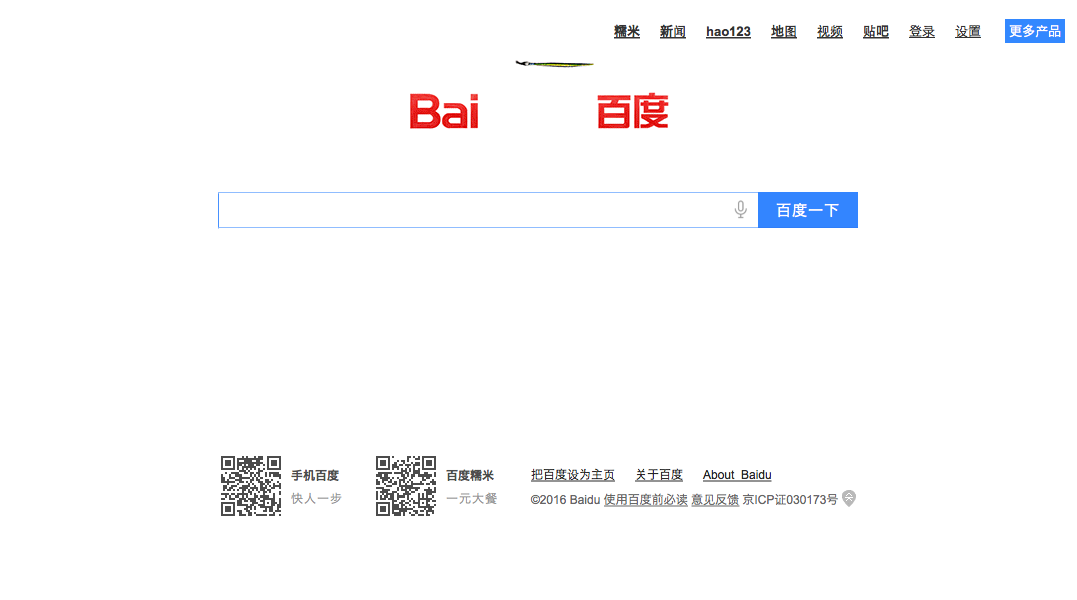 糯米 新闻 hao123 地图 视频 贴吧 登录 设置 更多产品
Bai 百度
百度一下
手机百度
快人一步
百度糯米
一元大餐
把百度设为主页 关于百度 About Baidu
©2016 Baidu 使用百度前必读 意见反馈 京ICP证030173号